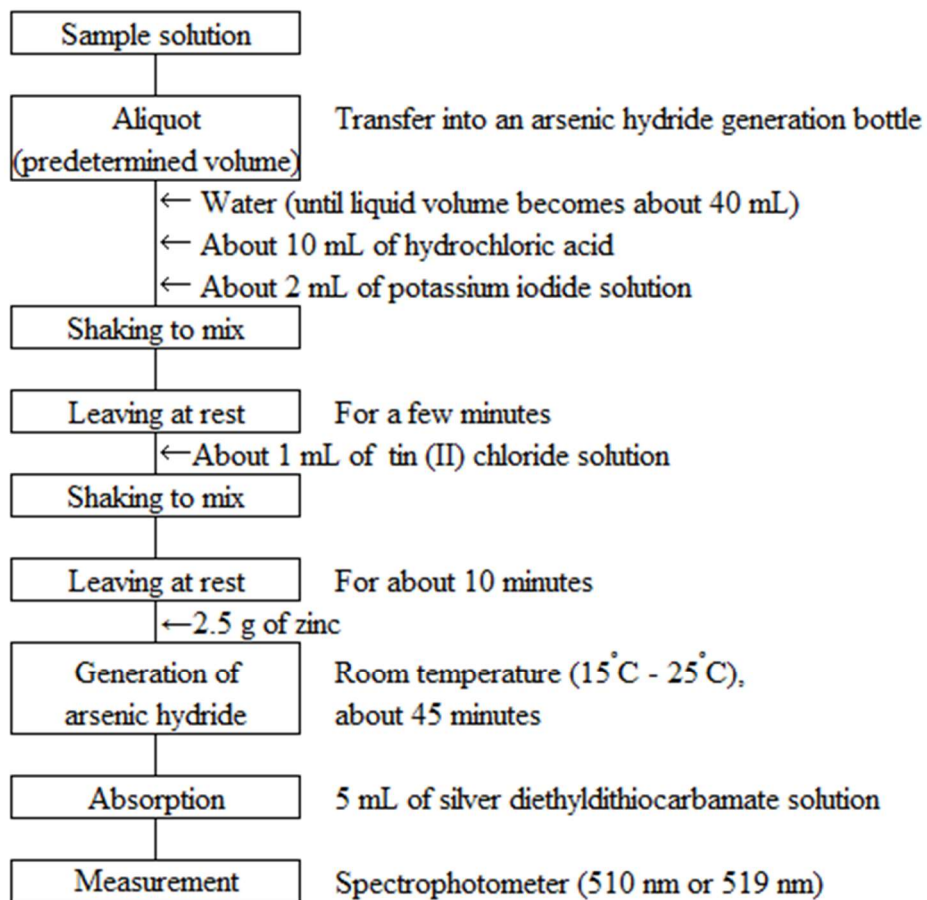 Sample solution
Aliquot
(predetermined volume)
Transfer into an arsenic hydride generation bottle
← Water (until liquid volume becomes about 40 mL)
← About 10 mL of hydrochloric acid
← About 2 mL of potassium iodide solution
Shaking to mix
Leaving at rest
For a few minutes
←About 1 mL of tin (II) chloride solution
Shaking to mix
Leaving at rest
For about 10 minutes
←2.5 g of zinc
Generation of
arsenic hydride
Room temperature (15°C - 25°C),
about 45 minutes
Absorption
5 mL of silver diethyldithiocarbamate solution
Measurement
Spectrophotometer (510 nm or 519 nm)